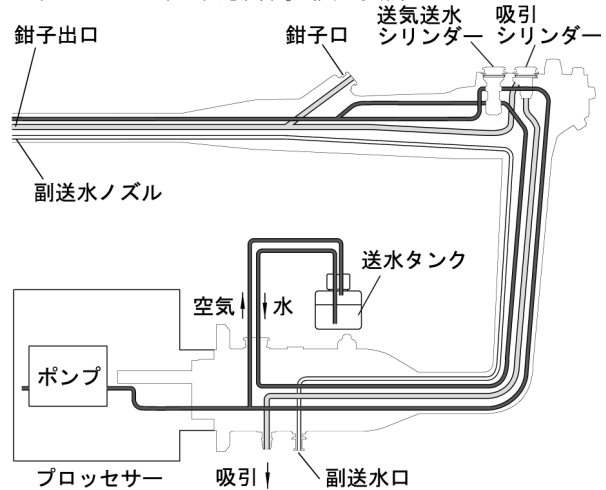 鉗子出口
鉗子口
送気送水
シリンダー
吸引
シリンダー
副送水ノズル
送水タンク
空気
水
ポンプ
プロッセサー
吸引
副送水口